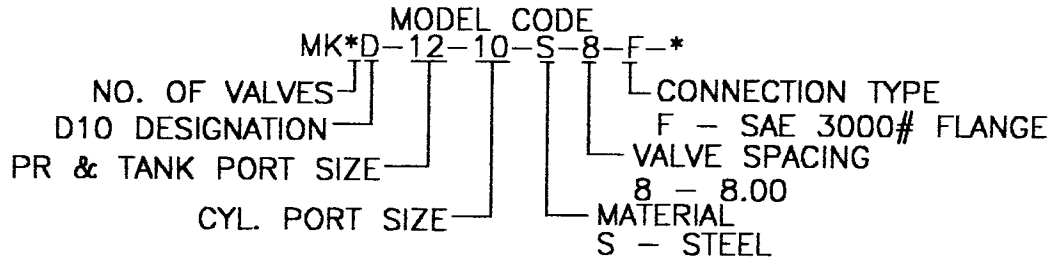 MODEL CODE
MK*D-12-10-S-8-F-*
NO. OF VALVES
D10 DESIGNATION
PR & TANK PORT SIZE
CYL. PORT SIZE
CONNECTION TYPE
F - SAE 3000# FLANGE
VALVE SPACING
8 - 8.00
MATERIAL
S - STEEL